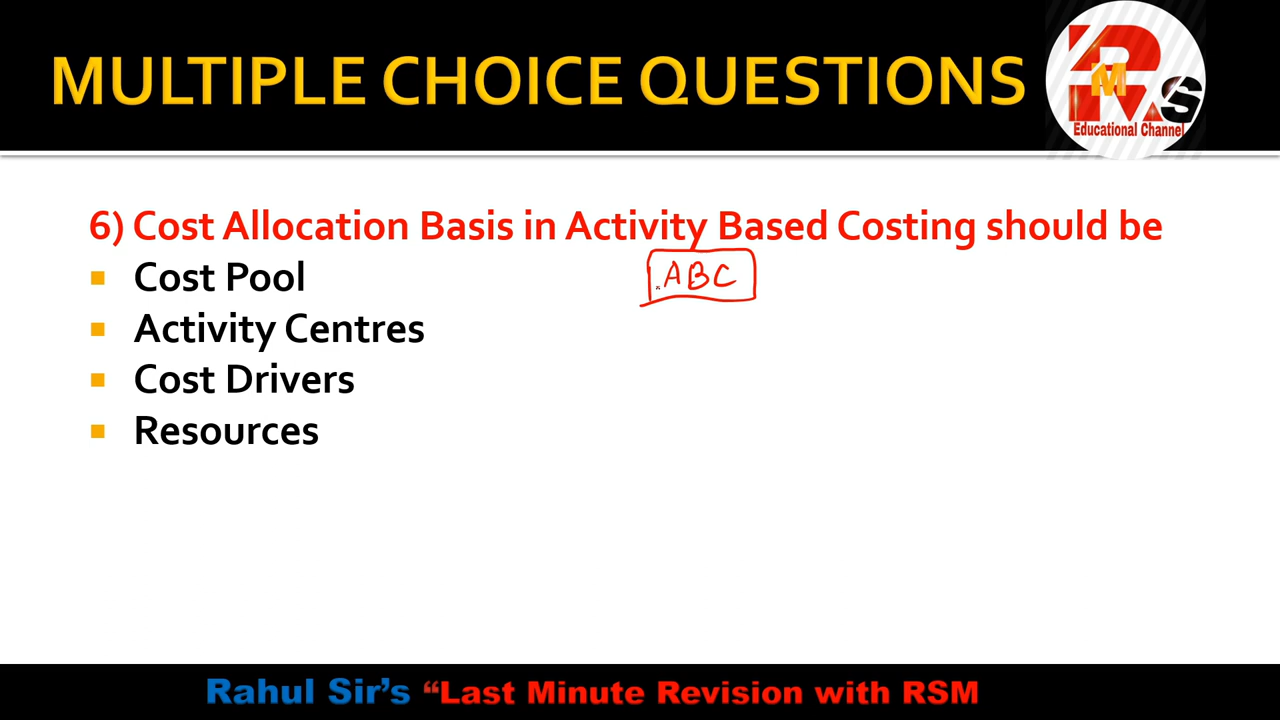 MULTIPLE CHOICE QUESTIONS
RMS
Educational Channel
6) Cost Allocation Basis in Activity Based Costing should be
Cost Pool
ABC
Activity Centres
Cost Drivers
Resources
Rahul Sir's "Last Minute Revision with RSM